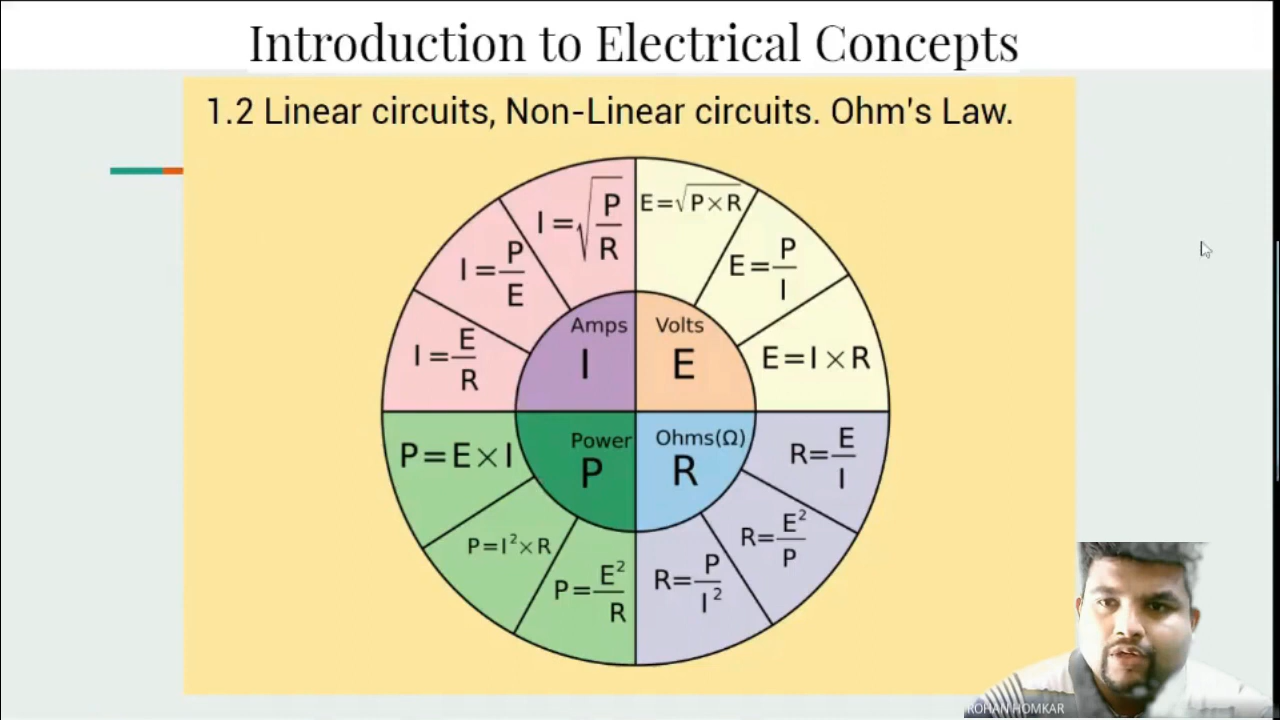 Introduction to Electrical Concepts
1.2 Linear circuits, Non-Linear circuits. Ohm's Law.
I=√P/R
E=√P×R
I=P/E
E=P/I
I=E/R
E=I×R
Amps
I
Volts
E
Power
P
Ohms(Ω)
R
P=E×I
R=E/I
P=I²×R
R=E²/P
P=E²/R
R=P/I²
ROHAN HOMKAR